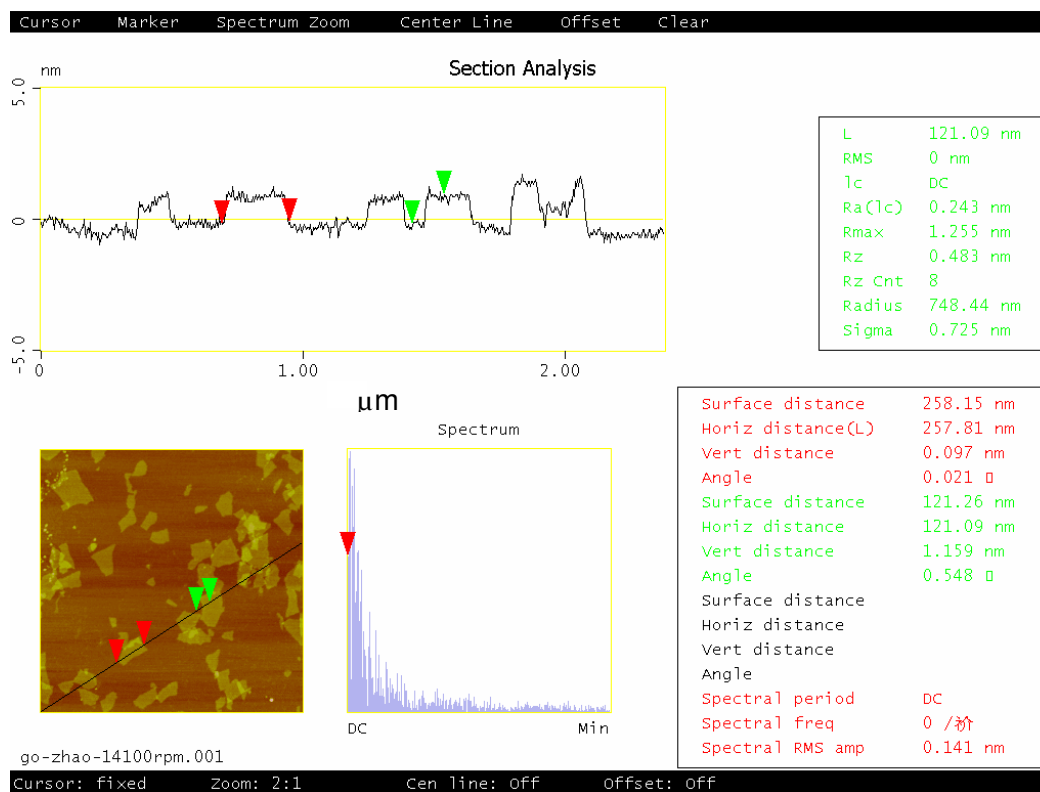 Cursor Marker Spectrum Zoom Center Line Offset Clear
nm
Section Analysis
5.0
0
-5.0
0 1.00 2.00
μm
L 121.09 nm
RMS 0 nm
lc DC
Ra(lc) 0.243 nm
Rmax 1.255 nm
Rz 0.483 nm
Rz Cnt 8
Radius 748.44 nm
Sigma 0.725 nm
Spectrum
DC Min
Surface distance 258.15 nm
Horiz distance(L) 257.81 nm
Vert distance 0.097 nm
Angle 0.021
Surface distance 121.26 nm
Horiz distance 121.09 nm
Vert distance 1.159 nm
Angle 0.548
Surface distance
Horiz distance
Vert distance
Angle
Spectral period DC
Spectral freq 0 /
Spectral RMS amp 0.141 nm
go-zhao-14100rpm.001
Cursor: fixed Zoom: 2:1 Cen line: Off Offset: Off